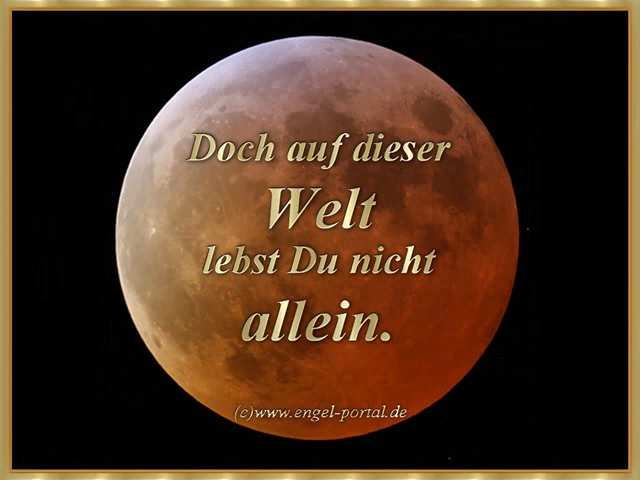 Doch auf dieser
Welt
lebst Du nicht
allein.
(c)www.engel-portal.de